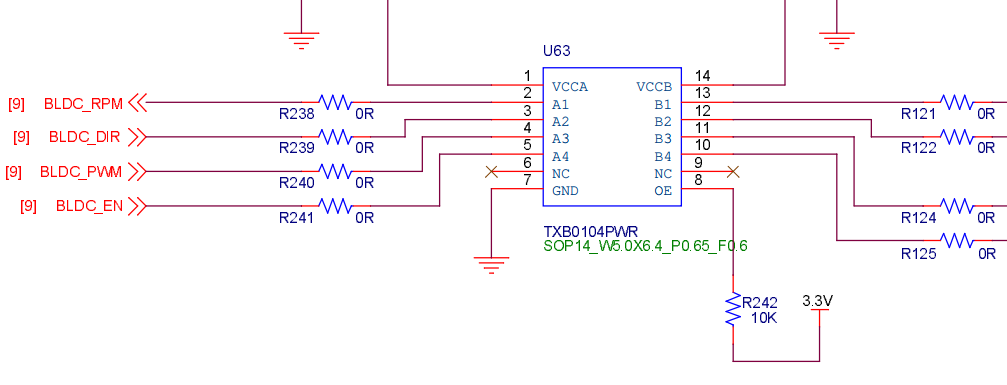 U63
1 VCCA VCCB 14
[9] BLDC_RPM R238 0R 2 A1 B1 13 R121 0R
[9] BLDC_DIR R239 0R 3 A2 B2 12 R122 0R
[9] BLDC_PWM R240 0R 4 A3 B3 11 R124 0R
[9] BLDC_EN R241 0R 5 A4 B4 10 R125 0R
6 NC NC 9
7 GND OE 8
TXB0104PWR
SOP14_W5.0X6.4_P0.65_F0.6
R242 3.3V
10K